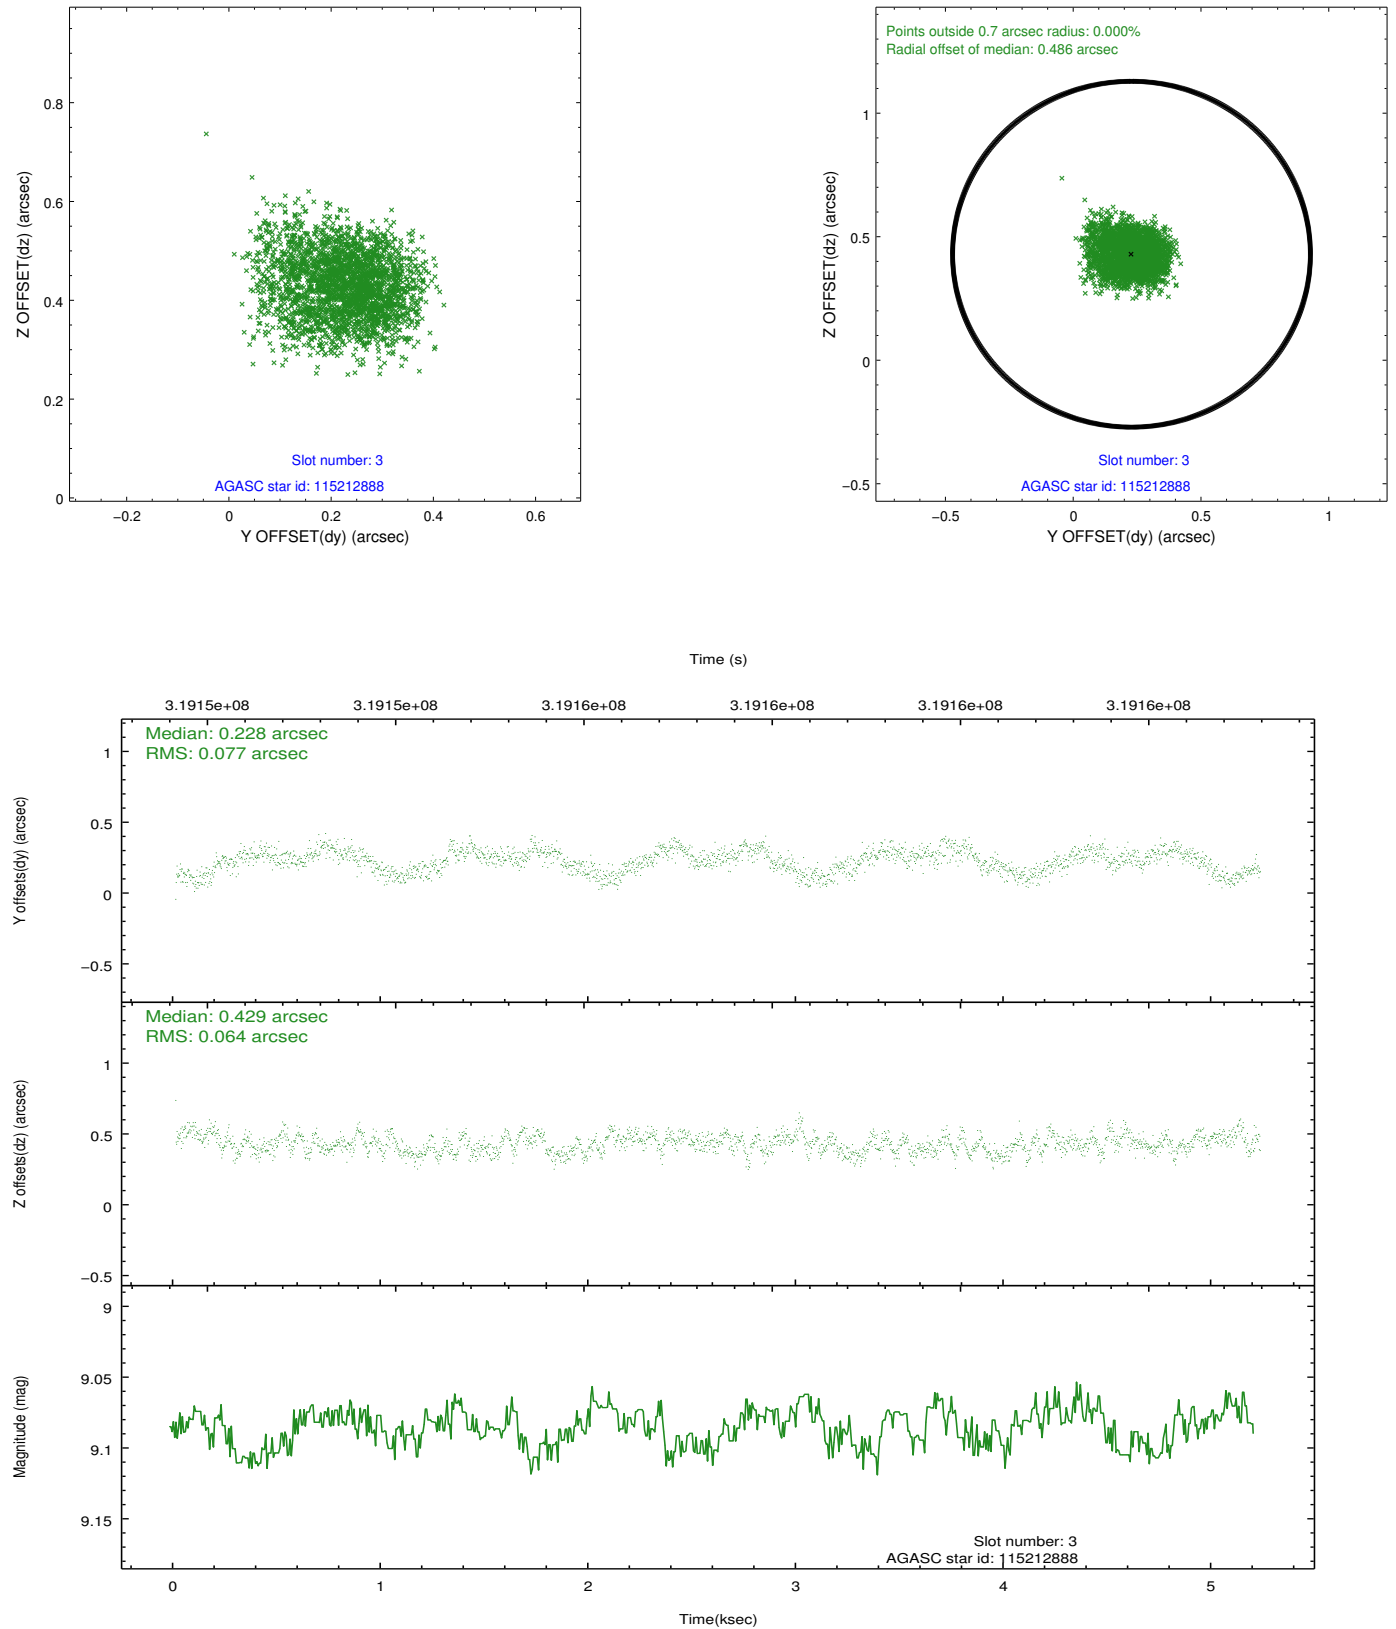 0.8
0.6
0.4
0.2
0
−0.2 0 0.2 0.4 0.6
Z OFFSET(dz) (arcsec)
Y OFFSET(dy) (arcsec)
Slot number: 3
AGASC star id: 115212888
Points outside 0.7 arcsec radius: 0.000%
Radial offset of median: 0.486 arcsec
1
0.5
0
−0.5
−0.5 0 0.5 1
Z OFFSET(dz) (arcsec)
Y OFFSET(dy) (arcsec)
Slot number: 3
AGASC star id: 115212888
Time (s)
3.1915e+08 3.1915e+08 3.1916e+08 3.1916e+08 3.1916e+08 3.1916e+08
Median: 0.228 arcsec
RMS: 0.077 arcsec
1
0.5
0
−0.5
Y offsets(dy) (arcsec)
Median: 0.429 arcsec
RMS: 0.064 arcsec
1
0.5
0
−0.5
Z offsets(dz) (arcsec)
9
9.05
9.1
9.15
Magnitude (mag)
Slot number: 3
AGASC star id: 115212888
0 1 2 3 4 5
Time(ksec)